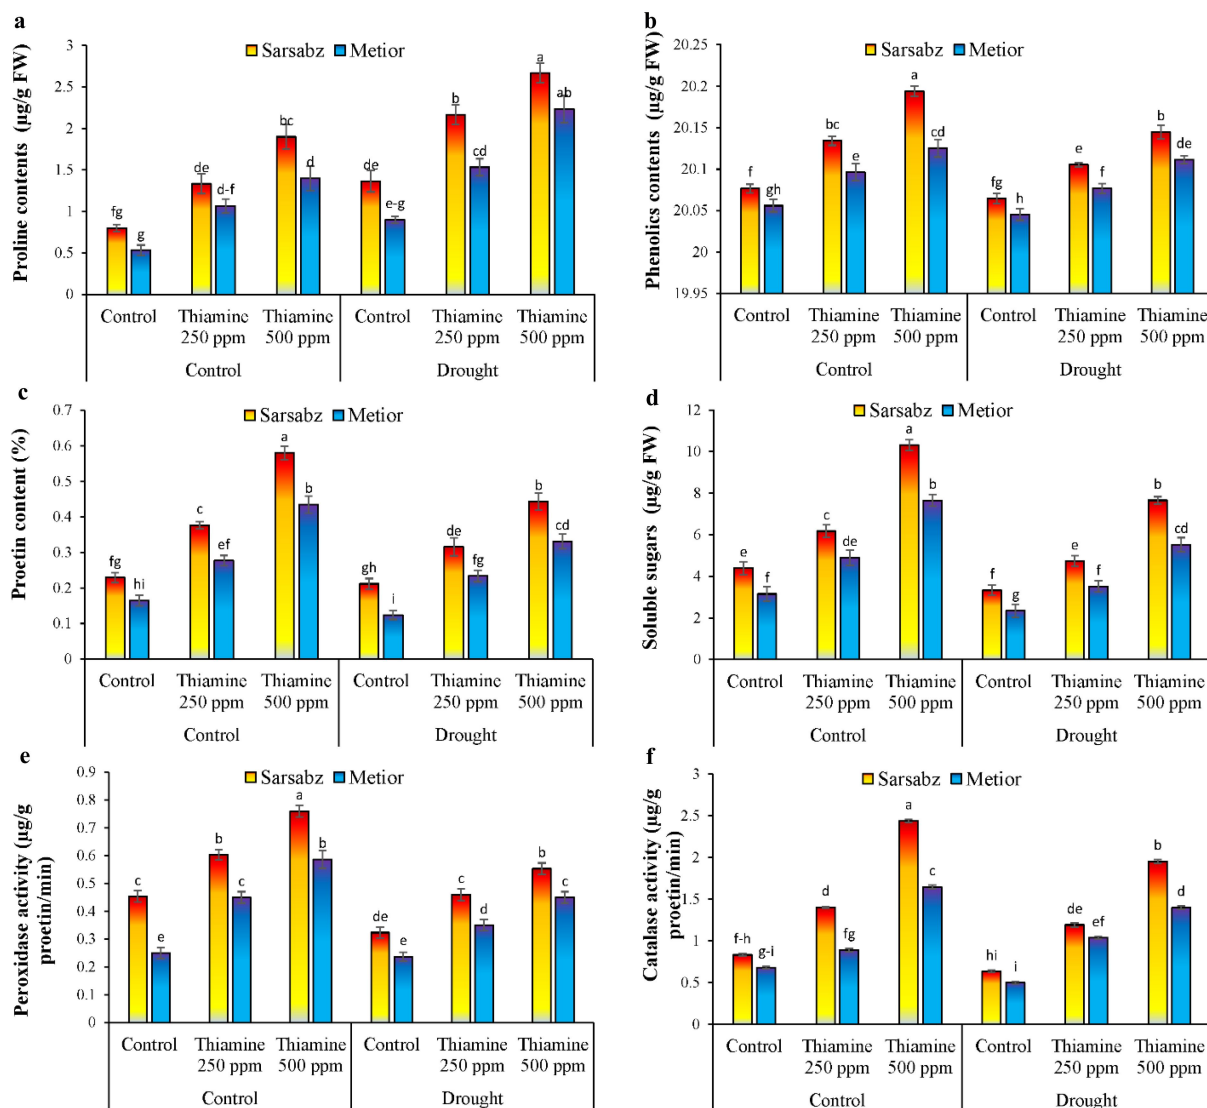 a
Proline contents (µg/g FW)
Sarsabz Metior
3
2.5
2
1.5
1
0.5
0
fg g de d-f bc d de e-g b cd a ab
Control Thiamine 250 ppm Thiamine 500 ppm Control Thiamine 250 ppm Thiamine 500 ppm
Control Drought
b
Phenolics contents (µg/g FW)
Sarsabz Metior
20.25
20.2
20.15
20.1
20.05
20
19.95
f gh bc e a cd fg h e f b de
Control Thiamine 250 ppm Thiamine 500 ppm Control Thiamine 250 ppm Thiamine 500 ppm
Control Drought
c
Proetin content (%)
Sarsabz Metior
0.7
0.6
0.5
0.4
0.3
0.2
0.1
0
fg hi c ef a b gh i de fg b cd
Control Thiamine 250 ppm Thiamine 500 ppm Control Thiamine 250 ppm Thiamine 500 ppm
Control Drought
d
Soluble sugars (µg/g FW)
Sarsabz Metior
12
10
8
6
4
2
0
e f c de a b f g e f b cd
Control Thiamine 250 ppm Thiamine 500 ppm Control Thiamine 250 ppm Thiamine 500 ppm
Control Drought
e
Peroxidase activity (µg/g
proetin/min)
Sarsabz Metior
0.9
0.8
0.7
0.6
0.5
0.4
0.3
0.2
0.1
0
c e b c a b de e c d b c
Control Thiamine 250 ppm Thiamine 500 ppm Control Thiamine 250 ppm Thiamine 500 ppm
Control Drought
f
Catalase activity (µg/g
proetin/min)
Sarsabz Metior
3
2.5
2
1.5
1
0.5
0
f-h g-i d fg a c hi i de ef b d
Control Thiamine 250 ppm Thiamine 500 ppm Control Thiamine 250 ppm Thiamine 500 ppm
Control Drought